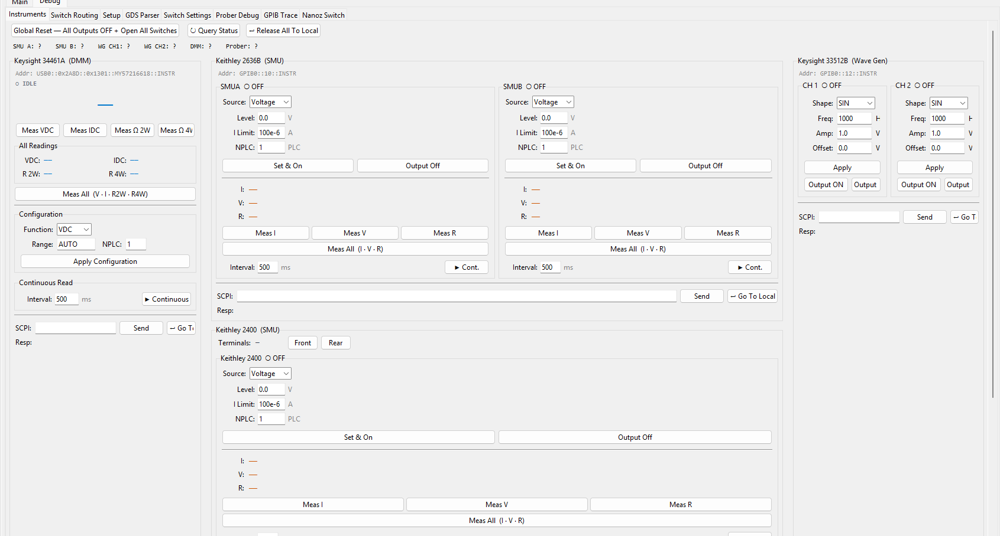 Main Debug
Instruments Switch Routing Setup GDS Parser Switch Settings Prober Debug GPIB Trace Nanoz Switch
Global Reset — All Outputs OFF + Open All Switches ↻ Query Status ↩ Release All To Local
SMU A: ? SMU B: ? WG CH1: ? WG CH2: ? DMM: ? Prober: ?
Keysight 34461A (DMM)
Addr: USB0::0x2A8D::0x1301::MY57216618::INSTR
○ IDLE
—
Meas VDC Meas IDC Meas Ω 2W Meas Ω 4W
All Readings
VDC: — IDC: —
R 2W: — R 4W: —
Meas All (V · I · R2W · R4W)
Configuration
Function: VDC
Range: AUTO NPLC: 1
Apply Configuration
Continuous Read
Interval: 500 ms ► Continuous
SCPI: Send ↩ Go T
Resp:
Keithley 2636B (SMU)
Addr: GPIB0::10::INSTR
SMUA ○ OFF
Source: Voltage
Level: 0.0 V
I Limit: 100e-6 A
NPLC: 1 PLC
Set & On Output Off
I: —
V: —
R: —
Meas I Meas V Meas R
Meas All (I · V · R)
Interval: 500 ms ► Cont.
SMUB ○ OFF
Source: Voltage
Level: 0.0 V
I Limit: 100e-6 A
NPLC: 1 PLC
Set & On Output Off
I: —
V: —
R: —
Meas I Meas V Meas R
Meas All (I · V · R)
Interval: 500 ms ► Cont.
SCPI: Send ↩ Go To Local
Resp:
Keithley 2400 (SMU)
Terminals: — Front Rear
Keithley 2400 ○ OFF
Source: Voltage
Level: 0.0 V
I Limit: 100e-6 A
NPLC: 1 PLC
Set & On Output Off
I: —
V: —
R: —
Meas I Meas V Meas R
Meas All (I · V · R)
Keysight 33512B (Wave Gen)
Addr: GPIB0::12::INSTR
CH 1 ○ OFF
Shape: SIN
Freq: 1000 H
Amp: 1.0 V
Offset: 0.0 V
Apply
Output ON Output
CH 2 ○ OFF
Shape: SIN
Freq: 1000 H
Amp: 1.0 V
Offset: 0.0 V
Apply
Output ON Output
SCPI: Send ↩ Go T
Resp: